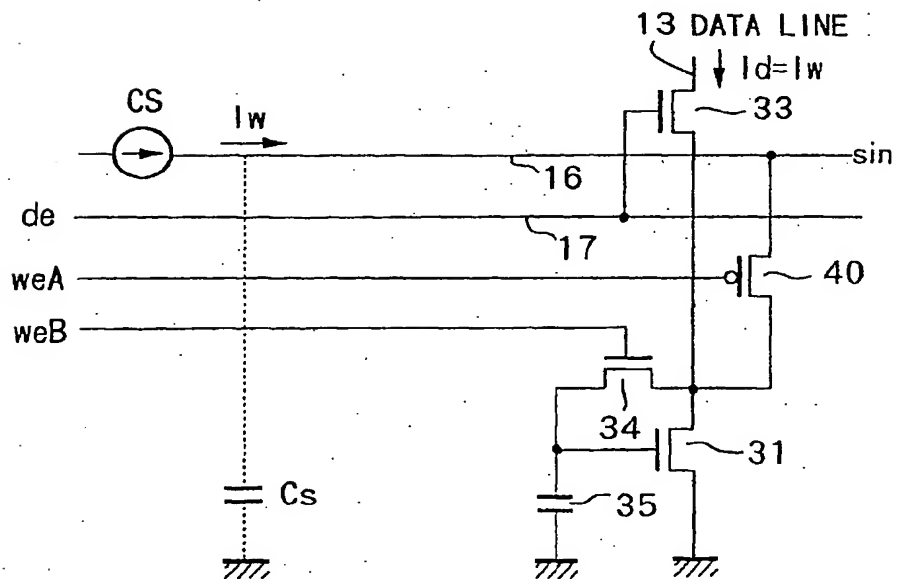 13 DATA LINE
Id=Iw
33
CS
Iw
sin
16
de
17
weA
40
weB
34
31
Cs
35